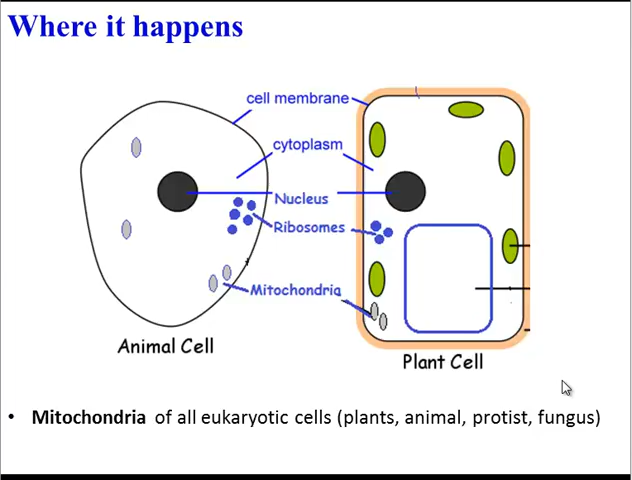 Where it happens
cell membrane
cytoplasm
Nucleus
Ribosomes
Mitochondria
Animal Cell
Plant Cell
• Mitochondria of all eukaryotic cells (plants, animal, protist, fungus)